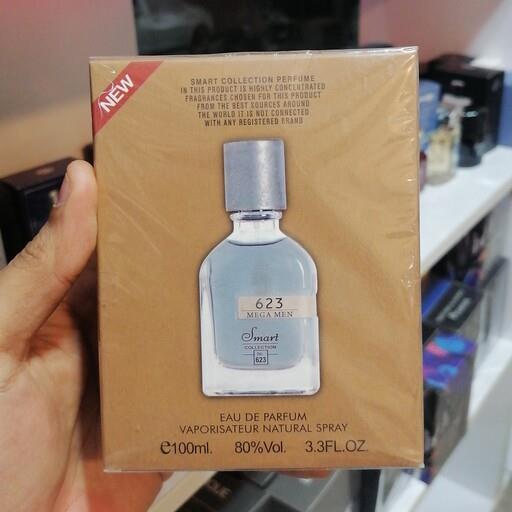 NEW
SMART COLLECTION PERFUME
IN THIS PRODUCT IS HIGHLY CONCENTRATED
FRAGRANCES CHOSEN FOR THIS PRODUCT
FROM THE BEST SOURCES AROUND
THE WORLD IT IS NOT CONNECTED
WITH ANY REGISTERED BRAND
623
MEGA MEN
Smart
COLLECTION
No.
623
EAU DE PARFUM
VAPORISATEUR NATURAL SPRAY
℮100ml. 80%Vol. 3.3FL.OZ.